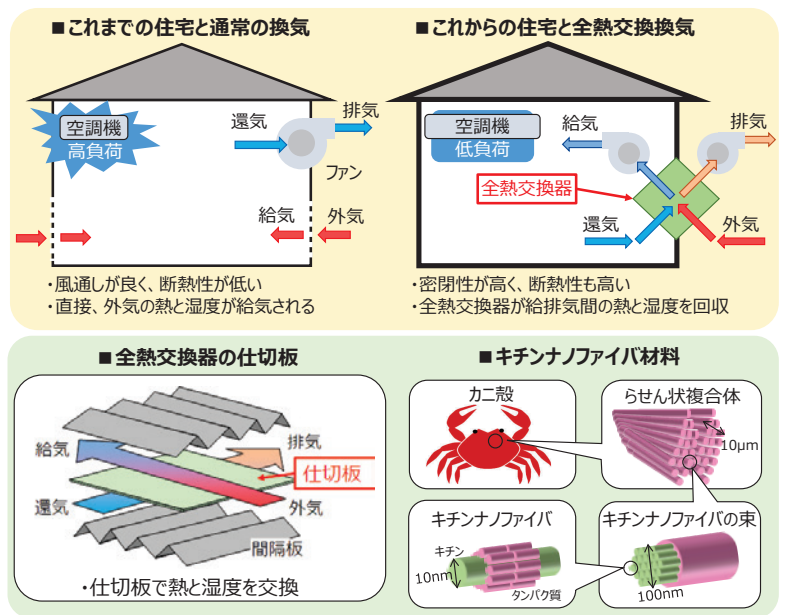 ■これまでの住宅と通常の換気
空調機
高負荷
還気
排気
ファン
給気
外気
・風通しが良く、断熱性が低い
・直接、外気の熱と湿度が給気される
■これからの住宅と全熱交換換気
空調機
低負荷
給気
排気
全熱交換器
還気
外気
・密閉性が高く、断熱性も高い
・全熱交換器が給排気間の熱と湿度を回収
■全熱交換器の仕切板
給気
排気
仕切板
還気
外気
間隔板
・仕切板で熱と湿度を交換
■キチンナノファイバ材料
カニ殻
らせん状複合体
10μm
キチンナノファイバ
キチン
10nm
タンパク質
キチンナノファイバの束
100nm